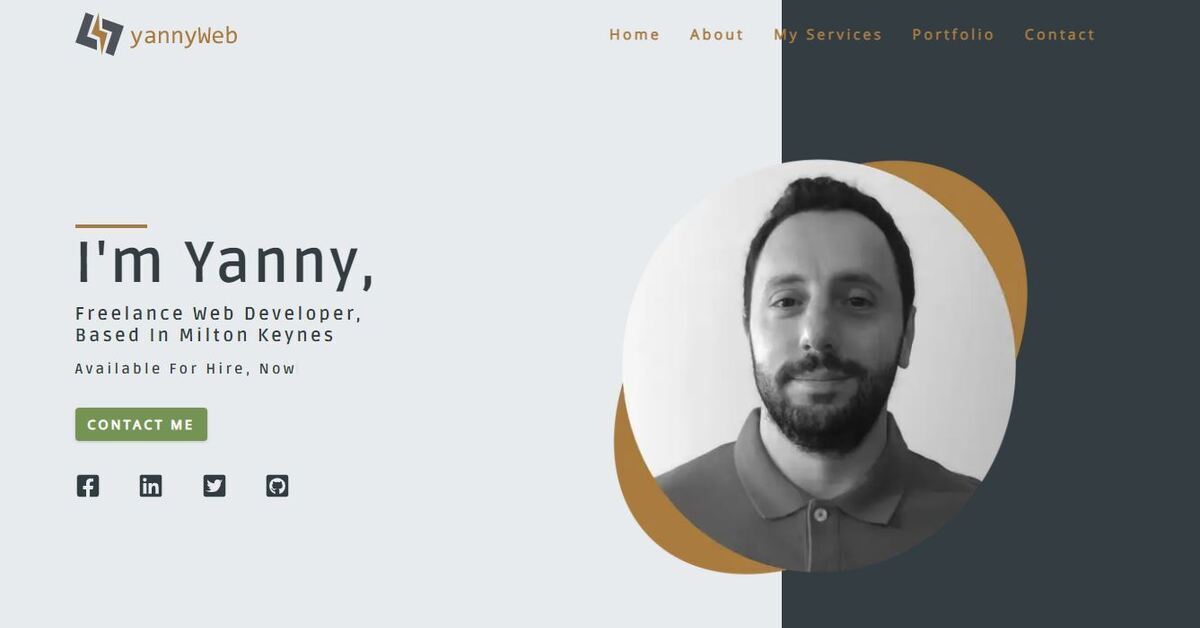 yannyWeb
Home About My Services Portfolio Contact
I'm Yanny,
Freelance Web Developer,
Based In Milton Keynes
Available For Hire, Now
CONTACT ME